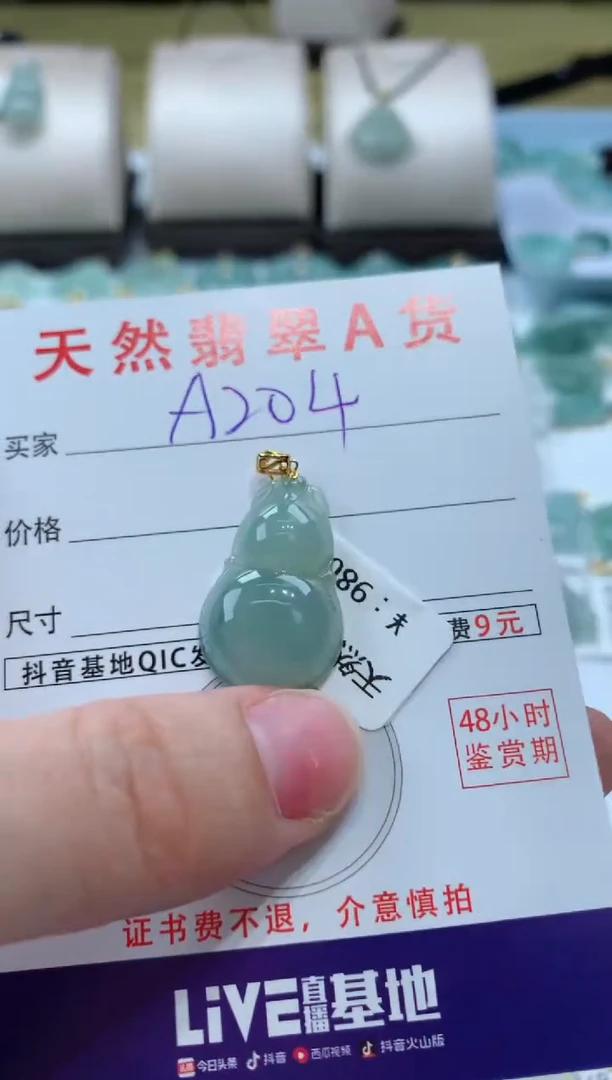 天然翡翠A货
A204
买家
价格
尺寸
抖音基地QIC发
费9元
天然
48小时
鉴赏期
证书费不退，介意慎拍
LiVE直播基地
今日头条 抖音 西瓜视频 抖音火山版